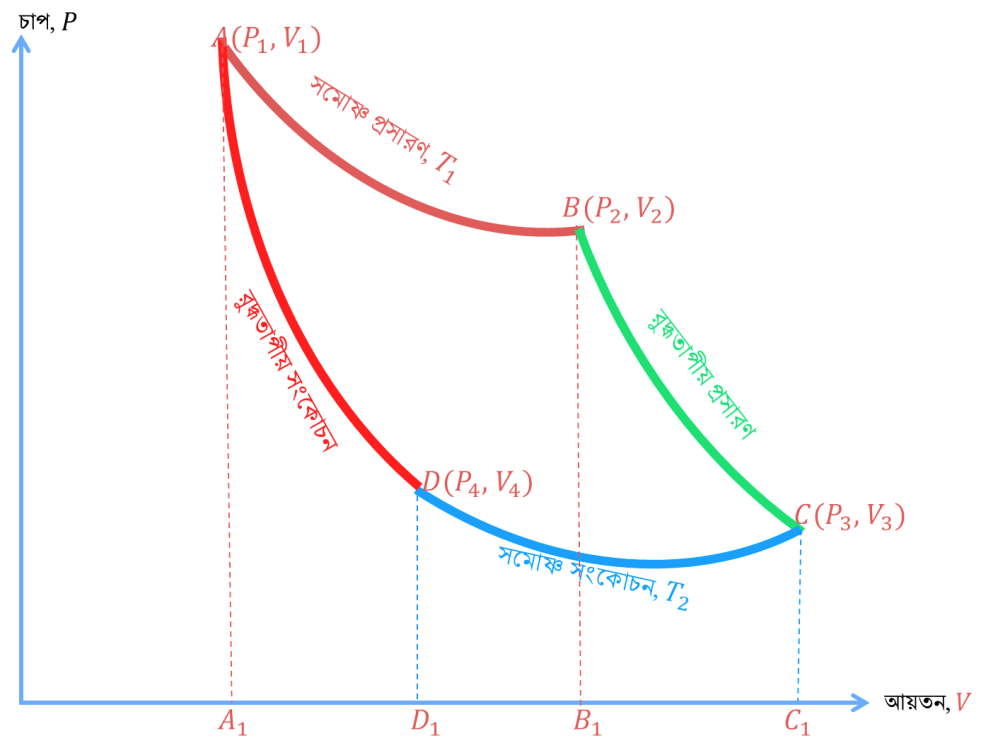 চাপ, P
A(P₁, V₁)
সমোষ্ণ প্রসারণ, T₁
B(P₂, V₂)
রুদ্ধতাপীয় সংকোচন
রুদ্ধতাপীয় প্রসারণ
D(P₄, V₄)
C(P₃, V₃)
সমোষ্ণ সংকোচন, T₂
আয়তন, V
A₁
D₁
B₁
C₁